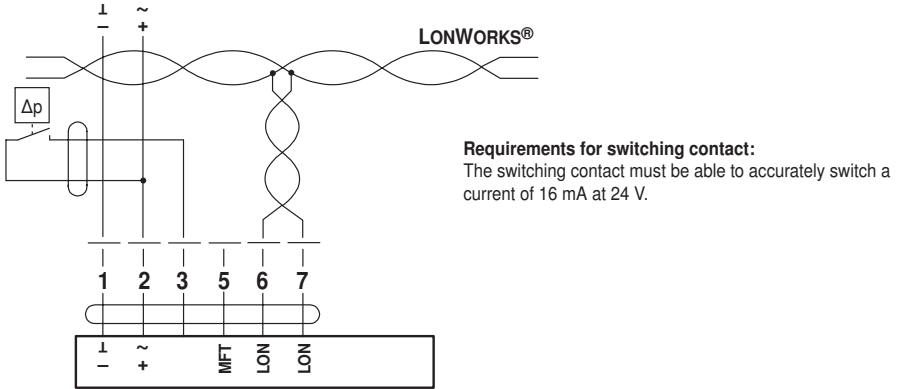 ⊥ ~
– +
LONWORKS®
Δp
Requirements for switching contact:
The switching contact must be able to accurately switch a
current of 16 mA at 24 V.
1 2 3 5 6 7
⊥ ~ MFT LON LON
– +